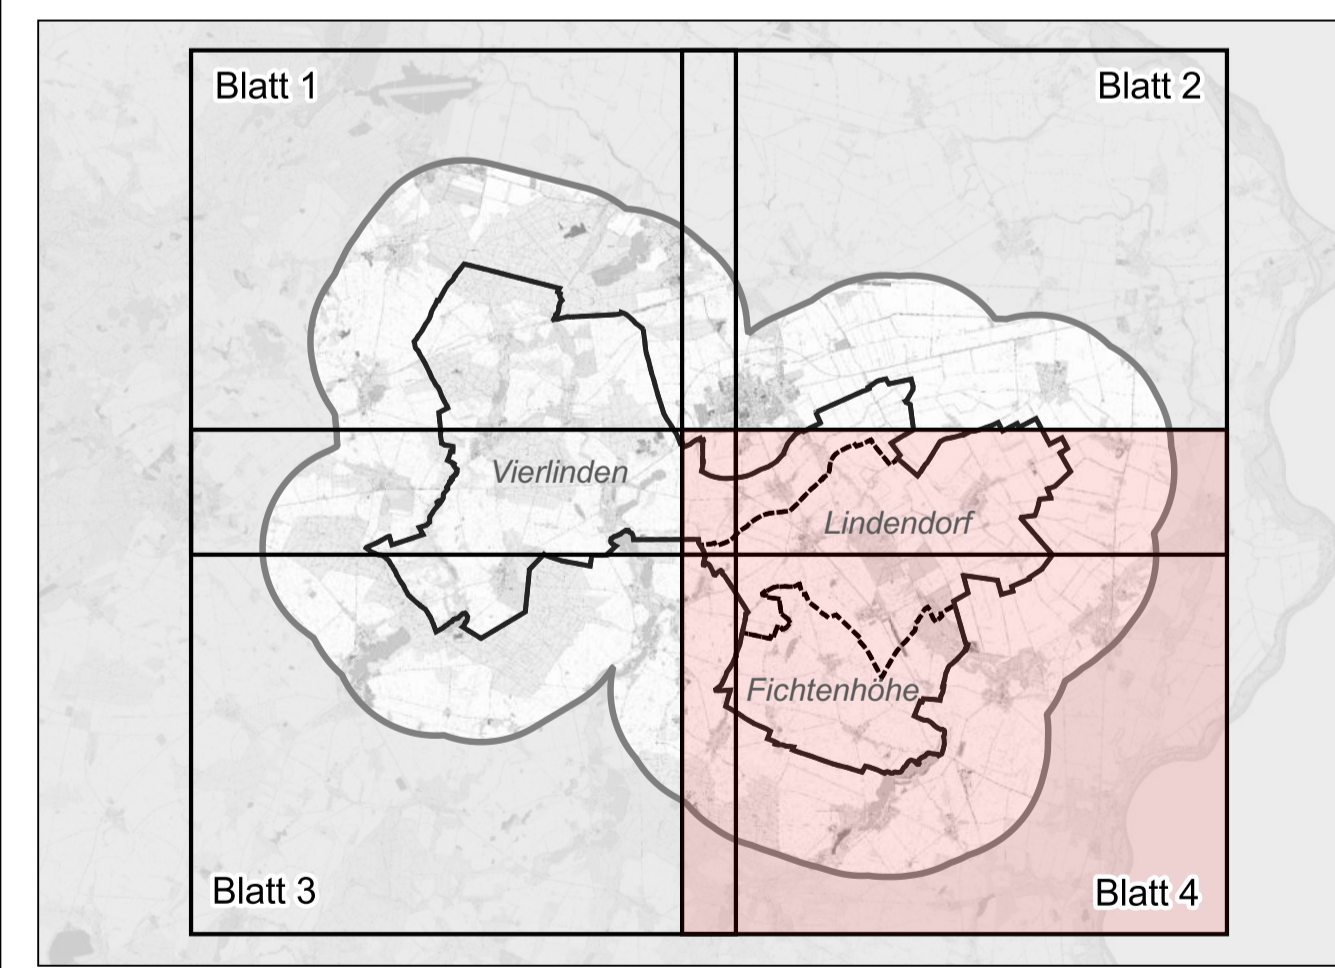 Blatt 1
Blatt 2
Vierlinden
Lindendorf
Fichtenhöhe
Blatt 3
Blatt 4